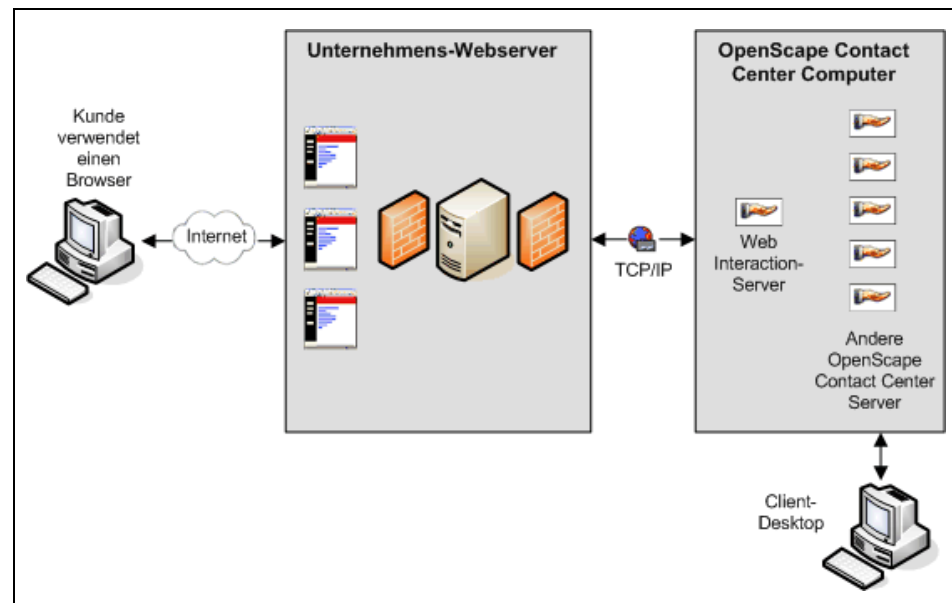 Unternehmens-Webserver
OpenScape Contact
Center Computer
Kunde
verwendet
einen
Browser
Internet
TCP/IP
Web
Interaction-
Server
Andere
OpenScape
Contact Center
Server
Client-
Desktop